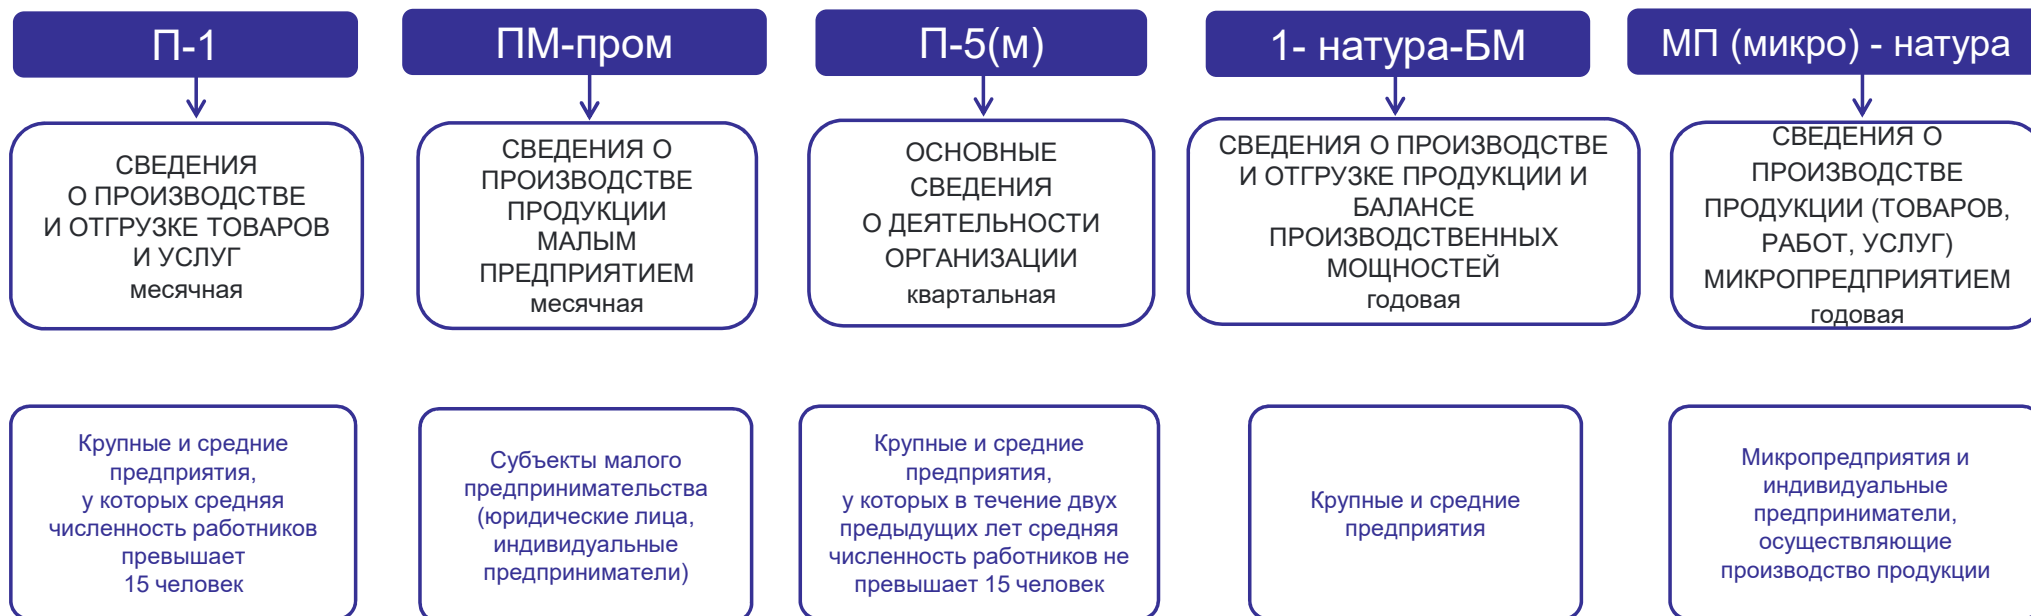 П-1
СВЕДЕНИЯ
О ПРОИЗВОДСТВЕ
И ОТГРУЗКЕ ТОВАРОВ
И УСЛУГ
месячная
Крупные и средние
предприятия,
у которых средняя
численность работников
превышает
15 человек
ПМ-пром
СВЕДЕНИЯ О
ПРОИЗВОДСТВЕ
ПРОДУКЦИИ
МАЛЫМ
ПРЕДПРИЯТИЕМ
месячная
Субъекты малого
предпринимательства
(юридические лица,
индивидуальные
предприниматели)
П-5(м)
ОСНОВНЫЕ
СВЕДЕНИЯ
О ДЕЯТЕЛЬНОСТИ
ОРГАНИЗАЦИИ
квартальная
Крупные и средние
предприятия,
у которых в течение двух
предыдущих лет средняя
численность работников не
превышает 15 человек
1- натура-БМ
СВЕДЕНИЯ О ПРОИЗВОДСТВЕ
И ОТГРУЗКЕ ПРОДУКЦИИ И
БАЛАНСЕ
ПРОИЗВОДСТВЕННЫХ
МОЩНОСТЕЙ
годовая
Крупные и средние
предприятия
МП (микро) - натура
СВЕДЕНИЯ О
ПРОИЗВОДСТВЕ
ПРОДУКЦИИ (ТОВАРОВ,
РАБОТ, УСЛУГ)
МИКРОПРЕДПРИЯТИЕМ
годовая
Микропредприятия и
индивидуальные
предприниматели,
осуществляющие
производство продукции